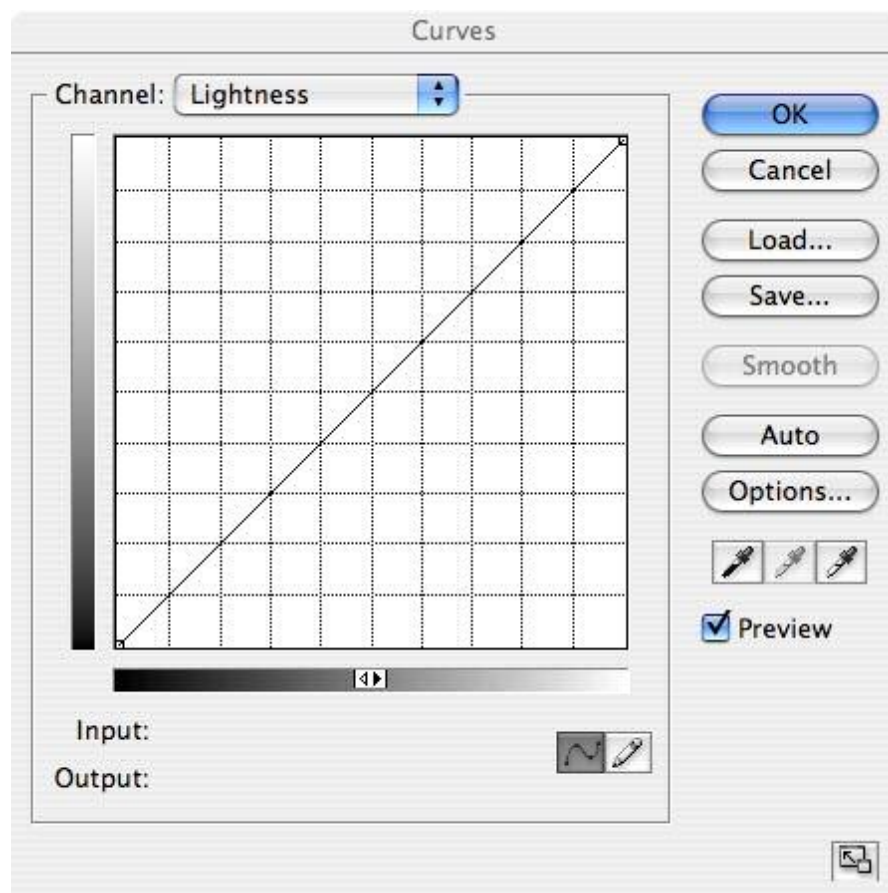 Curves
Channel: Lightness
OK
Cancel
Load...
Save...
Smooth
Auto
Options...
Preview
Input:
Output: